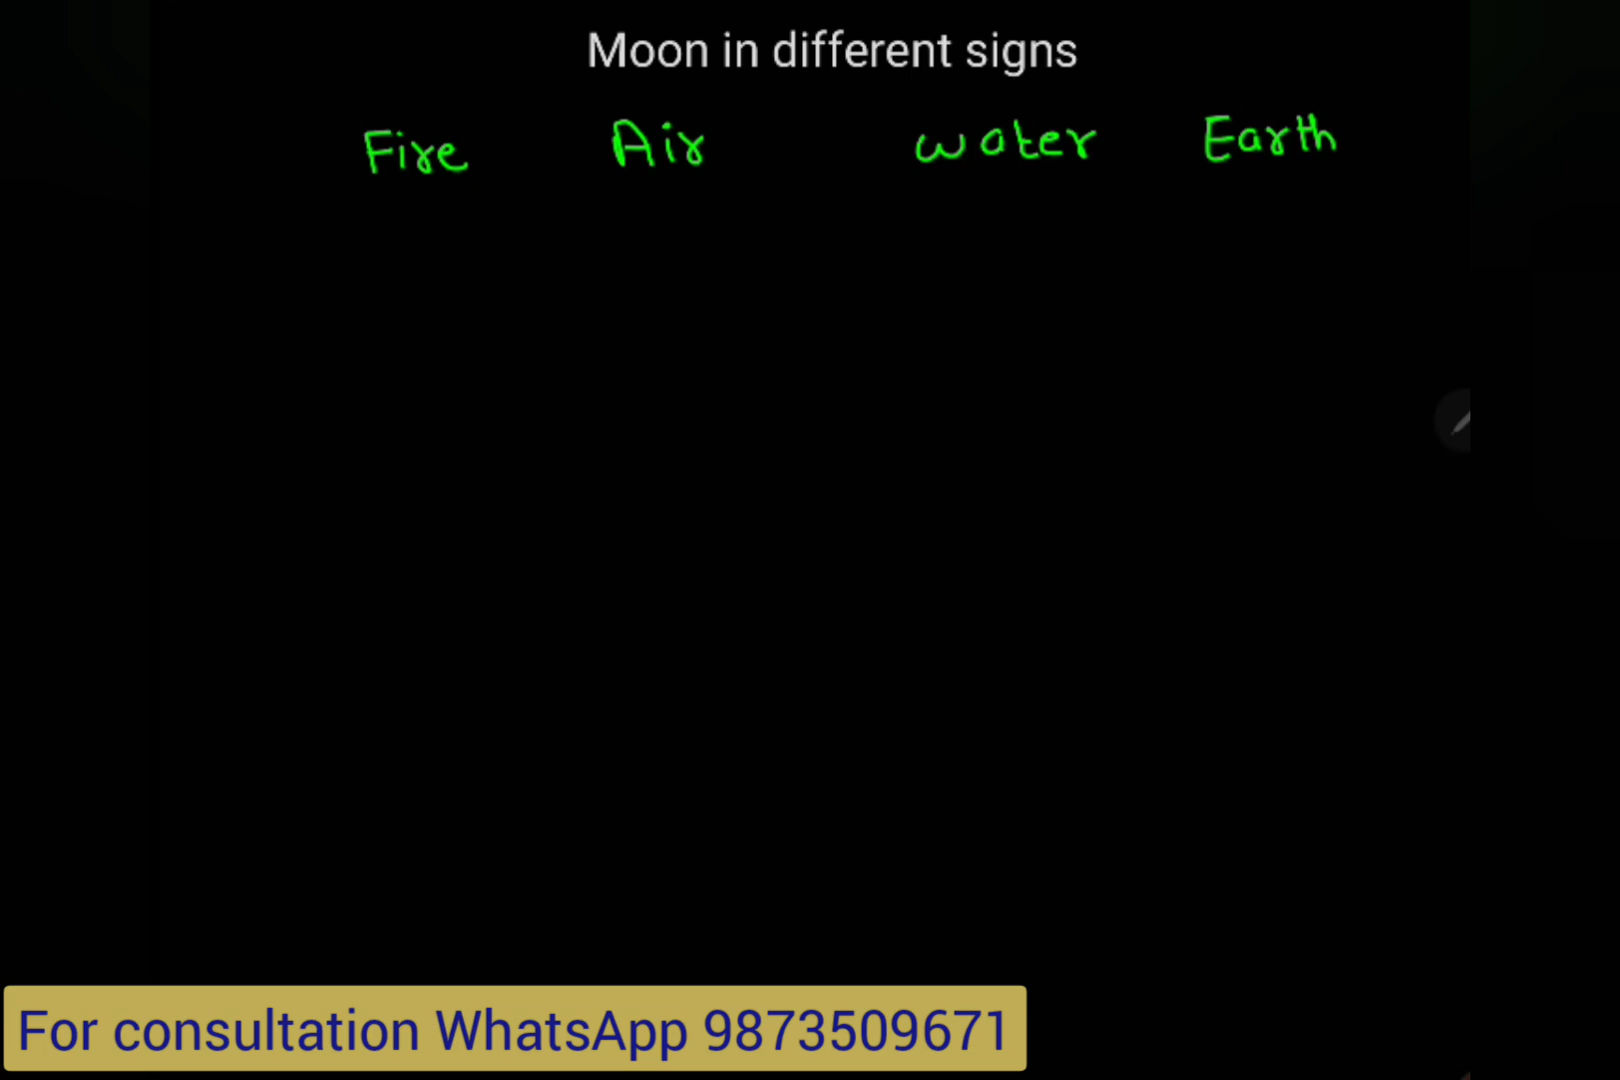 Moon in different signs
Fire Air water Earth
For consultation WhatsApp 9873509671